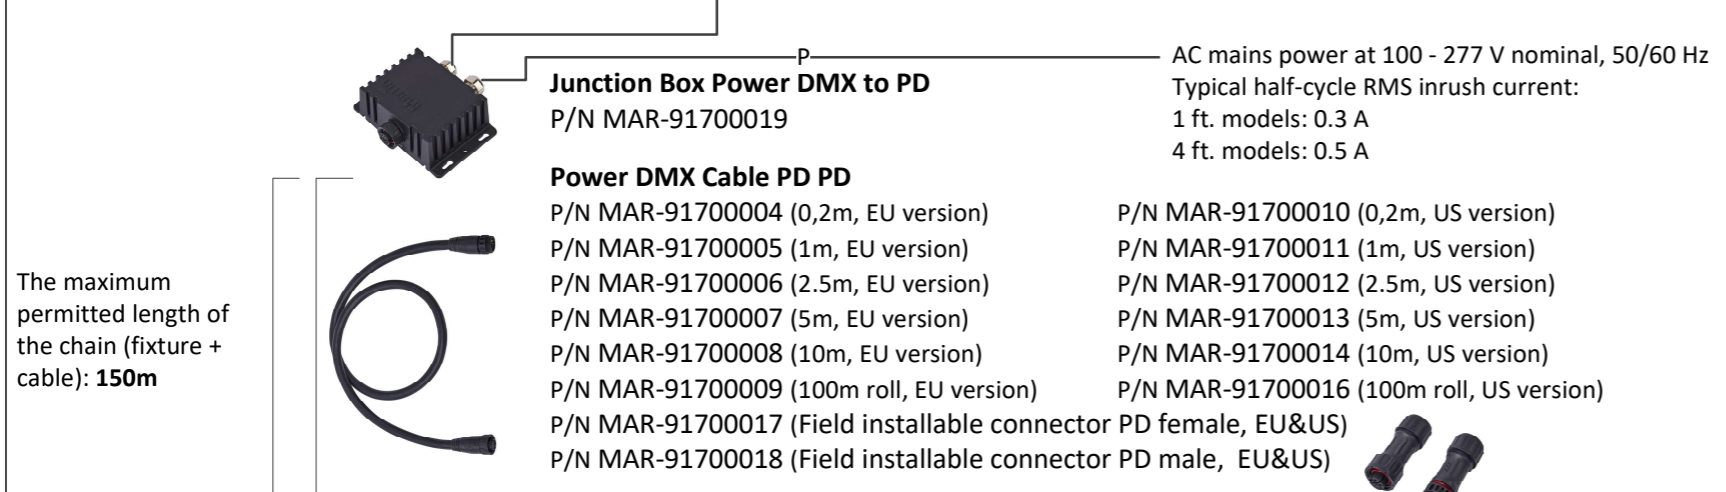 P
AC mains power at 100 - 277 V nominal, 50/60 Hz
Typical half-cycle RMS inrush current:
1 ft. models: 0.3 A
4 ft. models: 0.5 A
Junction Box Power DMX to PD
P/N MAR-91700019
Power DMX Cable PD PD
P/N MAR-91700004 (0,2m, EU version)
P/N MAR-91700010 (0,2m, US version)
P/N MAR-91700005 (1m, EU version)
P/N MAR-91700011 (1m, US version)
P/N MAR-91700006 (2.5m, EU version)
P/N MAR-91700012 (2.5m, US version)
P/N MAR-91700007 (5m, EU version)
P/N MAR-91700013 (5m, US version)
P/N MAR-91700008 (10m, EU version)
P/N MAR-91700014 (10m, US version)
P/N MAR-91700009 (100m roll, EU version)
P/N MAR-91700016 (100m roll, US version)
P/N MAR-91700017 (Field installable connector PD female, EU&US)
P/N MAR-91700018 (Field installable connector PD male, EU&US)
The maximum
permitted length of
the chain (fixture +
cable): 150m